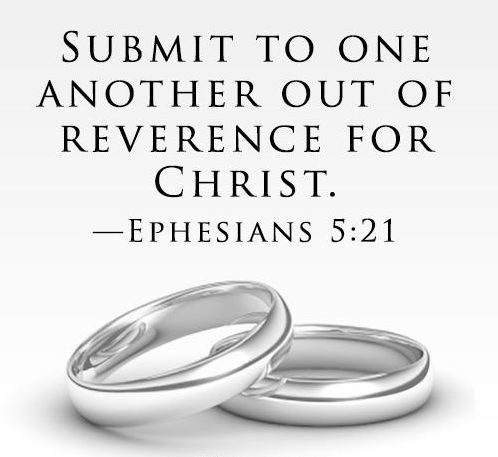 Submit to one
another out of
reverence for
Christ.
—Ephesians 5:21